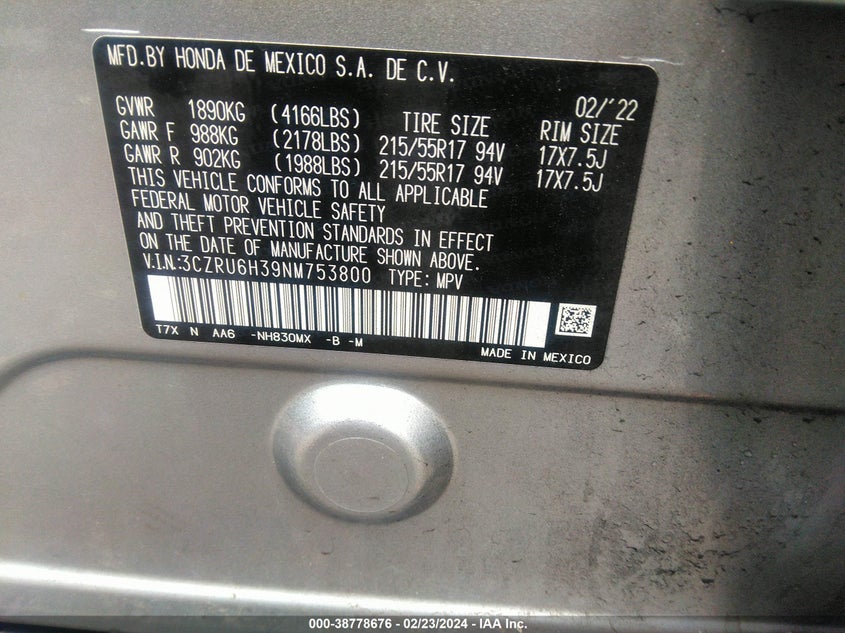 MFD.BY HONDA DE MEXICO S.A. DE C.V.
02/'22
GVWR 1890KG (4166LBS) TIRE SIZE RIM SIZE
GAWR F 988KG (2178LBS) 215/55R17 94V 17X7.5J
GAWR R 902KG (1988LBS) 215/55R17 94V 17X7.5J
THIS VEHICLE CONFORMS TO ALL APPLICABLE
FEDERAL MOTOR VEHICLE SAFETY
AND THEFT PREVENTION STANDARDS IN EFFECT
ON THE DATE OF MANUFACTURE SHOWN ABOVE.
V.I.N:3CZRU6H39NM753800 TYPE: MPV
T7X N AA6 -NH830MX -B -M
MADE IN MEXICO
000-38778676 - 02/23/2024 - IAA Inc.